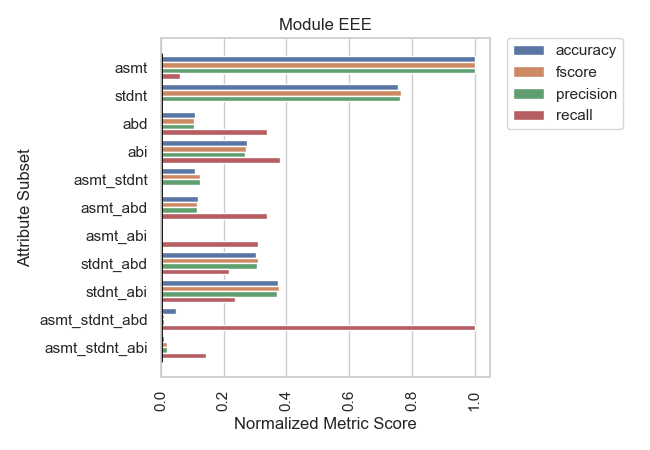 Module EEE
accuracy
fscore
precision
recall
Attribute Subset
asmt
stdnt
abd
abi
asmt_stdnt
asmt_abd
asmt_abi
stdnt_abd
stdnt_abi
asmt_stdnt_abd
asmt_stdnt_abi
0.0
0.2
0.4
0.6
0.8
1.0
Normalized Metric Score